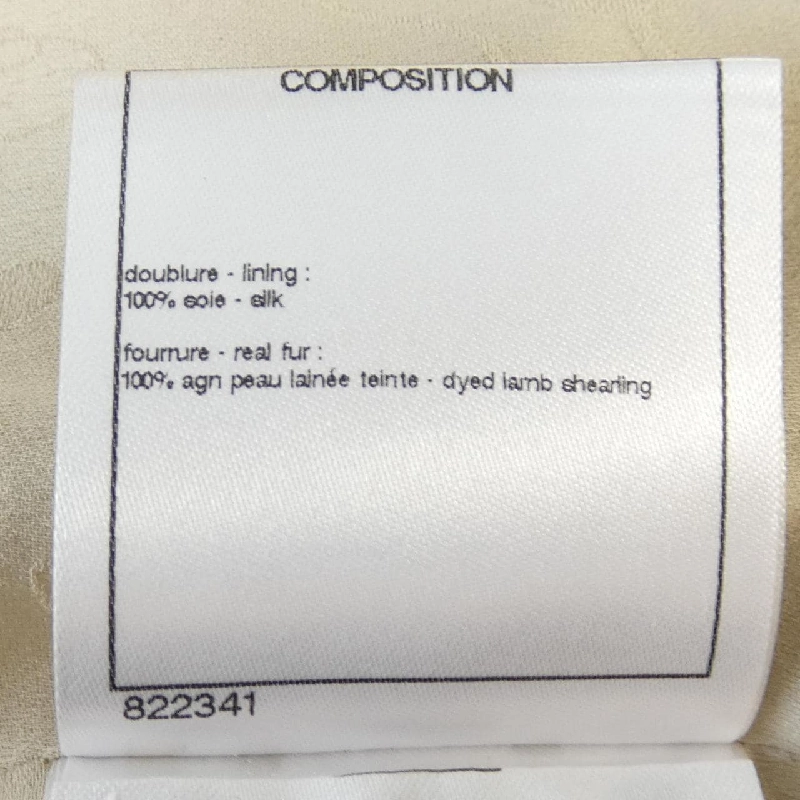 COMPOSITION
doublure - lining :
100% soie - silk
fourrure - real fur :
100% agn peau lainée teinte - dyed lamb shearling
822341